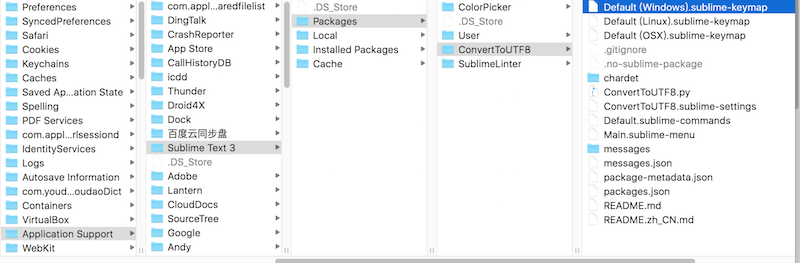 Preferences
SyncedPreferences
Safari
Cookies
Keychains
Caches
Saved Ap...ation State
Spelling
PDF Services
com.appl...rlsessiond
IdentityServices
Logs
Autosave Information
com.youd...oudaoDict
Containers
VirtualBox
Application Support
WebKit
com.appl...aredfilelist
DingTalk
CrashReporter
App Store
CallHistoryDB
icdd
Thunder
Droid4X
Dock
百度云同步盘
Sublime Text 3
.DS_Store
Adobe
Lantern
CloudDocs
SourceTree
Google
Andy
.DS_Store
Packages
Local
Installed Packages
Cache
ColorPicker
.DS_Store
User
ConvertToUTF8
SublimeLinter
Default (Windows).sublime-keymap
Default (Linux).sublime-keymap
Default (OSX).sublime-keymap
.gitignore
.no-sublime-package
chardet
ConvertToUTF8.py
ConvertToUTF8.sublime-settings
Default.sublime-commands
Main.sublime-menu
messages
messages.json
package-metadata.json
packages.json
README.md
README.zh_CN.md